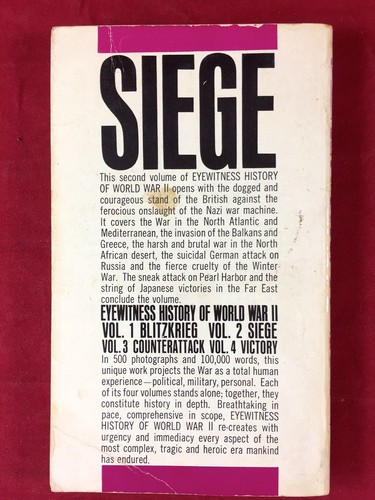 SIEGE
This second volume of EYEWITNESS HISTORY
OF WORLD WAR II opens with the dogged and
courageous stand of the British against the
ferocious onslaught of the Nazi war machine.
It covers the War in the North Atlantic and
Mediterranean, the invasion of the Balkans and
Greece, the harsh and brutal war in the North
African desert, the suicidal German attack on
Russia and the fierce cruelty of the Winter
War. The sneak attack on Pearl Harbor and the
string of Japanese victories in the Far East
conclude the volume.
EYEWITNESS HISTORY OF WORLD WAR II
VOL. 1 BLITZKRIEG VOL. 2 SIEGE
VOL. 3 COUNTERATTACK VOL. 4 VICTORY
In 500 photographs and 100,000 words, this
unique work projects the War as a total human
experience—political, military, personal. Each
of its four volumes stands alone; together, they
constitute history in depth. Breathtaking in
pace, comprehensive in scope, EYEWITNESS
HISTORY OF WORLD WAR II re-creates with
urgency and immediacy every aspect of the
most complex, tragic and heroic era mankind
has endured.